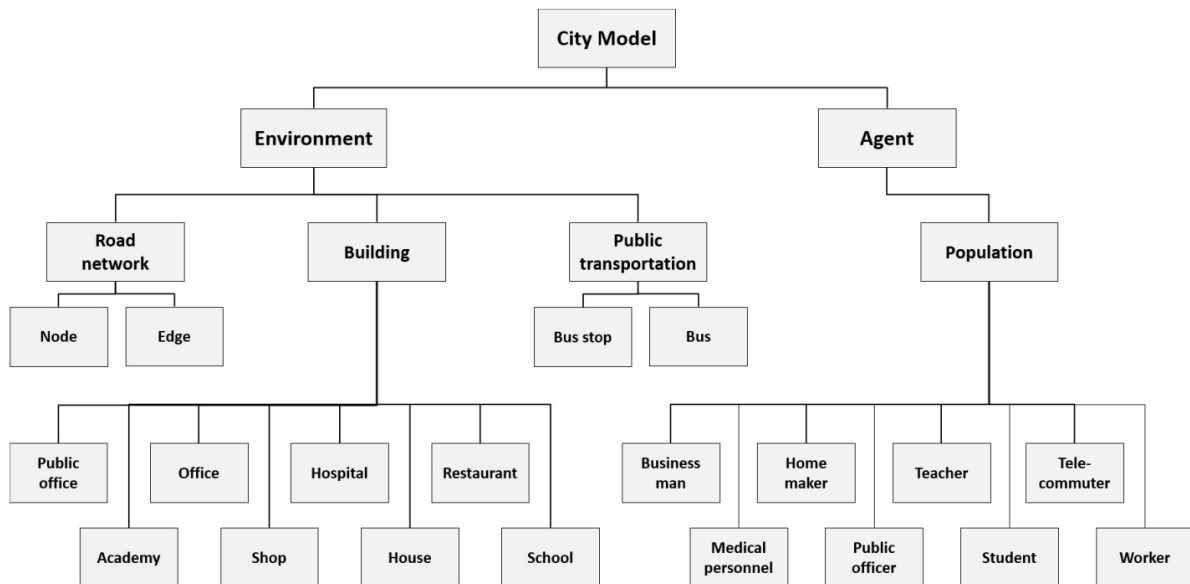 City Model
Environment
Agent
Road
network
Building
Public
transportation
Population
Node
Edge
Bus stop
Bus
Public
office
Office
Hospital
Restaurant
Business
man
Home
maker
Teacher
Tele-
commuter
Academy
Shop
House
School
Medical
personnel
Public
officer
Student
Worker